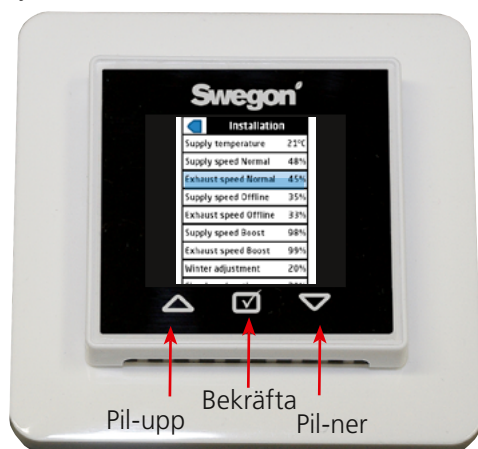 Swegon
Installation
Supply temperature 21°C
Supply speed Normal 48%
Exhaust speed Normal 45%
Supply speed Offline 35%
Exhaust speed Offline 33%
Supply speed Boost 98%
Exhaust speed Boost 99%
Winter adjustment 20%
Bekräfta
Pil-upp
Pil-ner